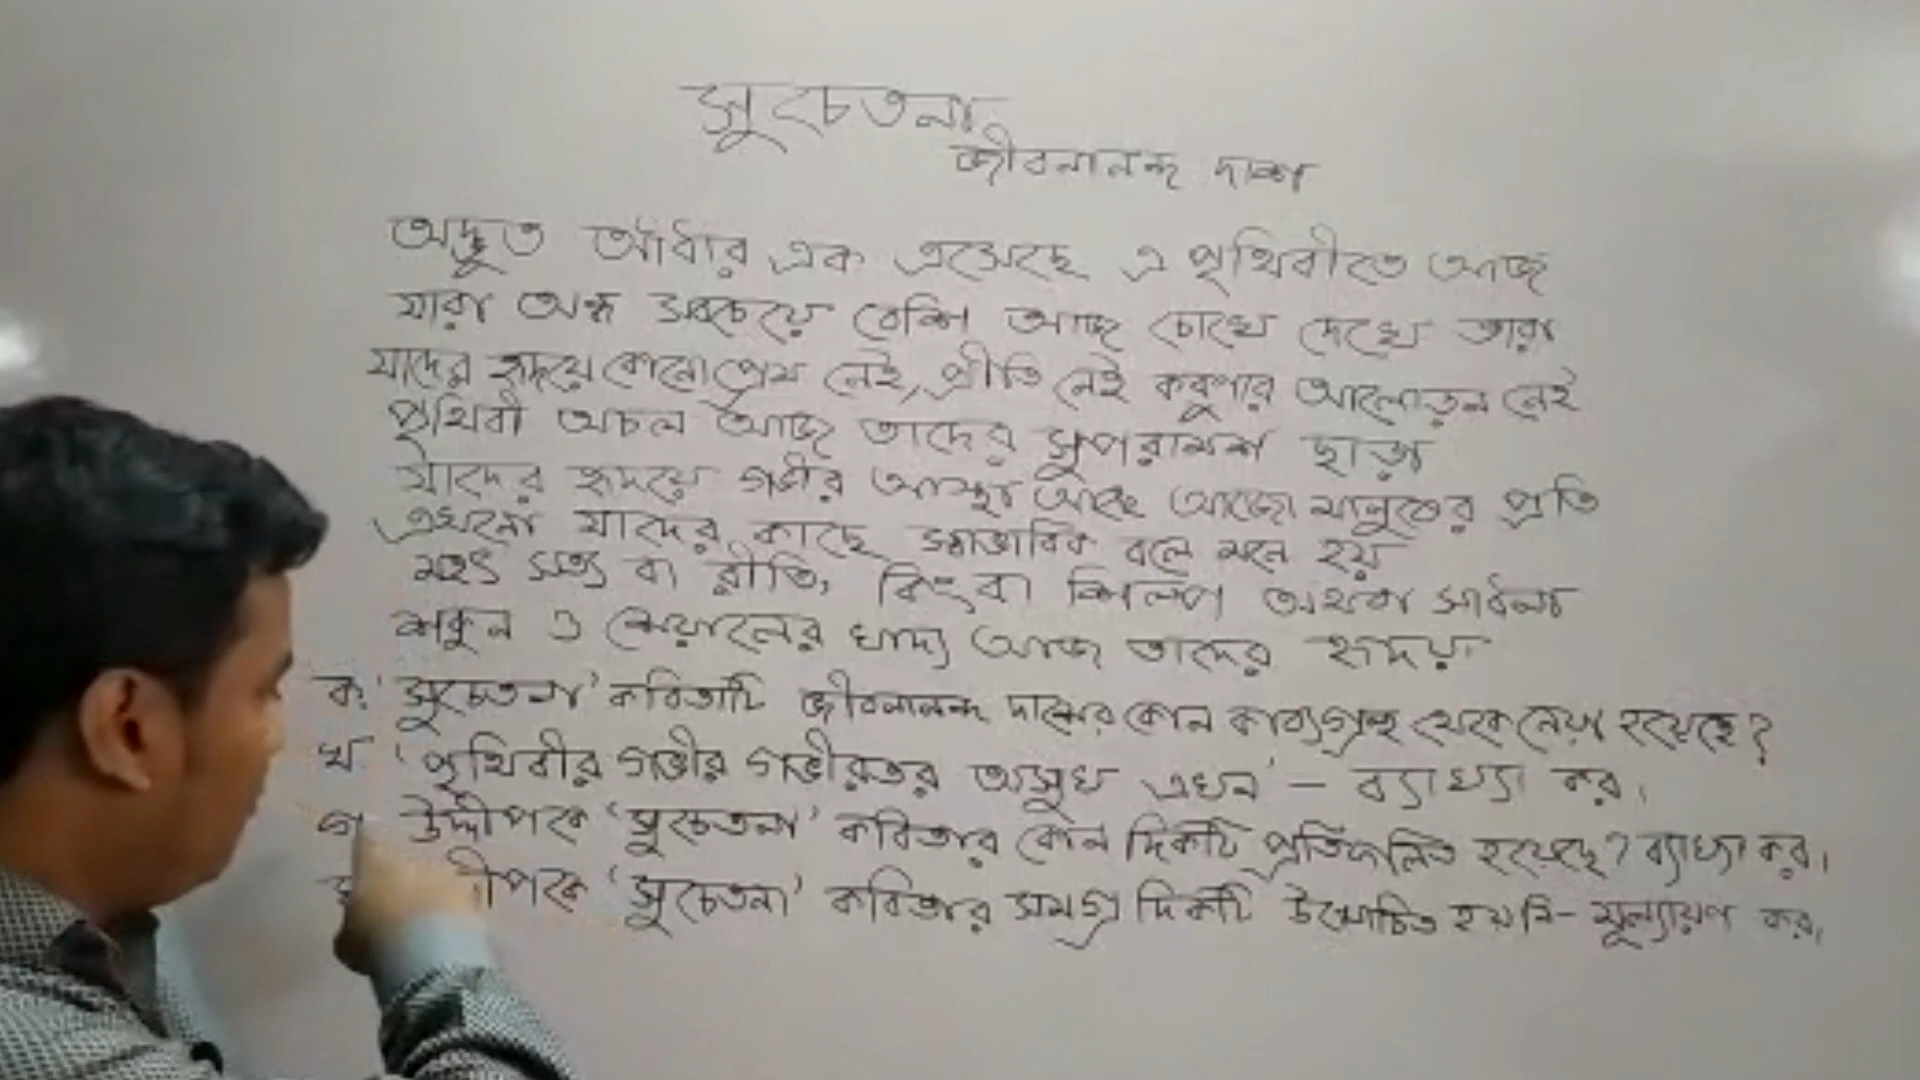 সুচেতনা
জীবনানন্দ দাশ
অদ্ভুত আঁধার এক এসেছে এ পৃথিবীতে আজ
যারা অন্ধ সবচেয়ে বেশি আজ চোখে দেখে তারা
যাদের হৃদয়ে কোনো প্রেম নেই, প্রীতি নেই করুণার আলোড়ন নেই
পৃথিবী অচল আজ তাদের সুপরামর্শ ছাড়া
যাদের হৃদয়ে গভীর আস্থা আছে আজো মানুষের প্রতি
এখনো যাদের কাছে স্বাভাবিক বলে মনে হয়
মহৎ সত্য বা রীতি, কিংবা শিল্প অথবা সাধনা
শকুন ও শেয়ালের খাদ্য আজ তাদের হৃদয়
ক. 'সুচেতনা' কবিতাটি জীবনানন্দ দাশের কোন কাব্যগ্রন্থ থেকে নেয়া হয়েছে?
খ 'পৃথিবীর গভীর গভীরতর অসুখ এখন' - ব্যাখ্যা কর।
গ উদ্দীপকে 'সুচেতনা' কবিতার কোন দিকটি প্রতিফলিত হয়েছে? ব্যাখ্যা কর।
'সুচেতনা' কবিতার সমগ্র দিকটি উন্মোচিত হয়নি - মূল্যায়ণ কর।